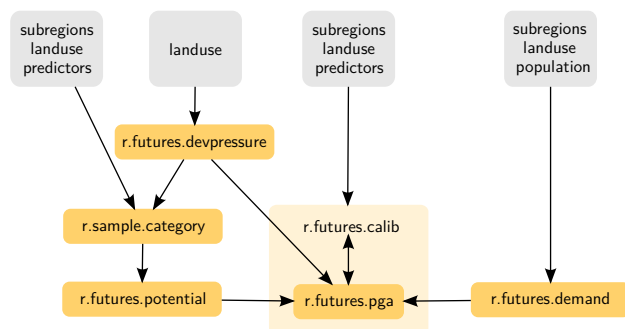 subregions
landuse
predictors
landuse
subregions
landuse
predictors
subregions
landuse
population
r.futures.devpressure
r.sample.category
r.futures.calib
r.futures.potential
r.futures.pga
r.futures.demand